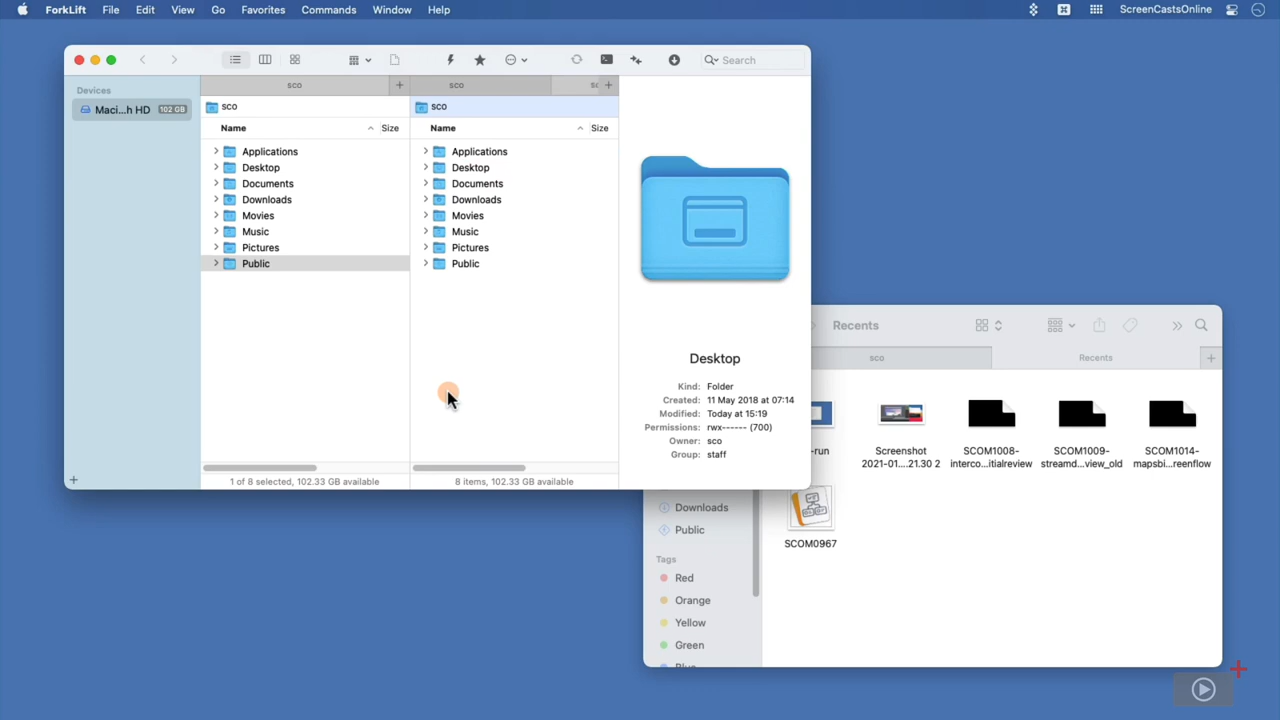 ForkLift File Edit View Go Favorites Commands Window Help ScreenCastsOnline
Search
Devices
Maci...h HD 102 GB
sco
sco
sc
sco
sco
Name Size
Name Size
Applications
Desktop
Documents
Downloads
Movies
Music
Pictures
Public
Applications
Desktop
Documents
Downloads
Movies
Music
Pictures
Public
1 of 8 selected, 102.33 GB available
8 items, 102.33 GB available
Desktop
Kind: Folder
Created: 11 May 2018 at 07:14
Modified: Today at 15:19
Permissions: rwx------ (700)
Owner: sco
Group: staff
Recents
sco
Recents
-run
Screenshot
2021-01....21.30 2
SCOM1008-
interco...itialreview
SCOM1009-
streamd...view_old
SCOM1014-
mapsbi...reenflow
SCOM0967
Downloads
Public
Tags
Red
Orange
Yellow
Green
Blue